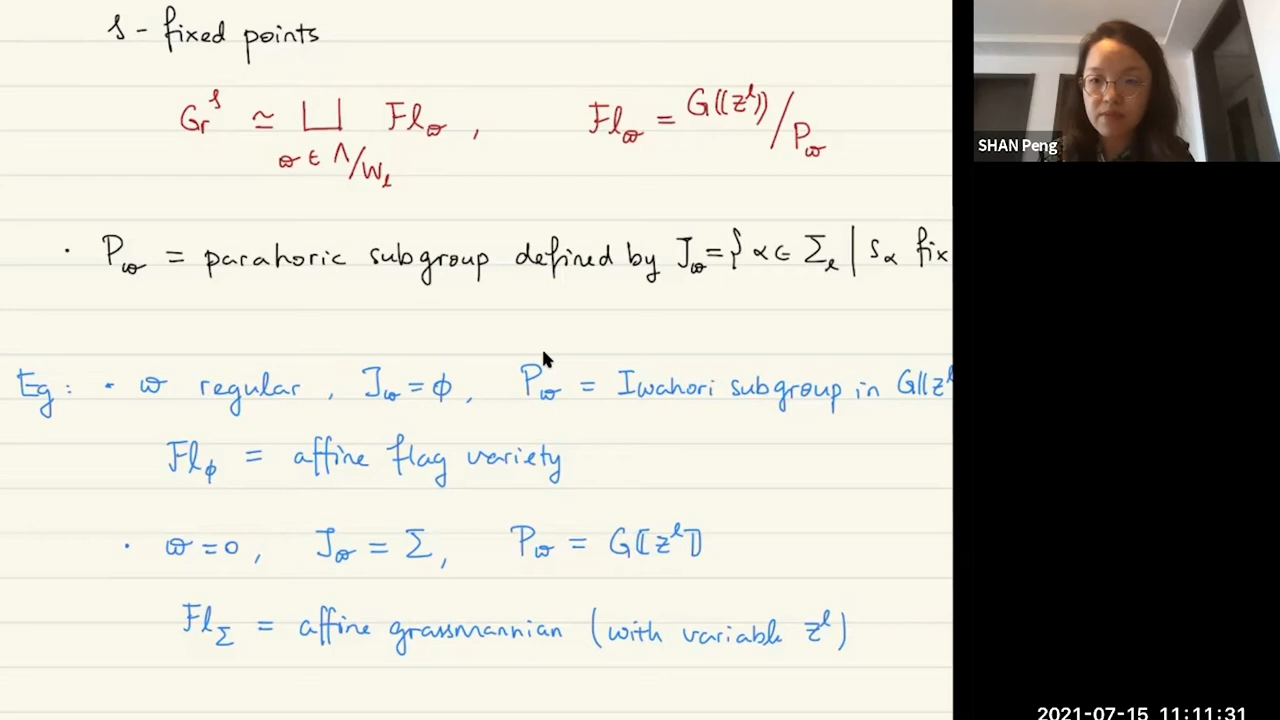 s - fixed points
Gr^s ≃ ⊔_{ϖ ∈ Λ/W_ℓ} Fl_ϖ , Fl_ϖ = G((z^ℓ))/P_ϖ
· P_ϖ = parahoric subgroup defined by J_ϖ = { α ∈ Σ_ℓ | s_α fix
Eg : · ϖ regular , J_ϖ = ϕ , P_ϖ = Iwahori subgroup in G((z^ℓ
Fl_ϕ = affine flag variety
· ϖ = 0 , J_ϖ = Σ , P_ϖ = G[[z^ℓ]]
Fl_Σ = affine grassmannian (with variable z^ℓ)
SHAN Peng
2021-07-15 11:11:31